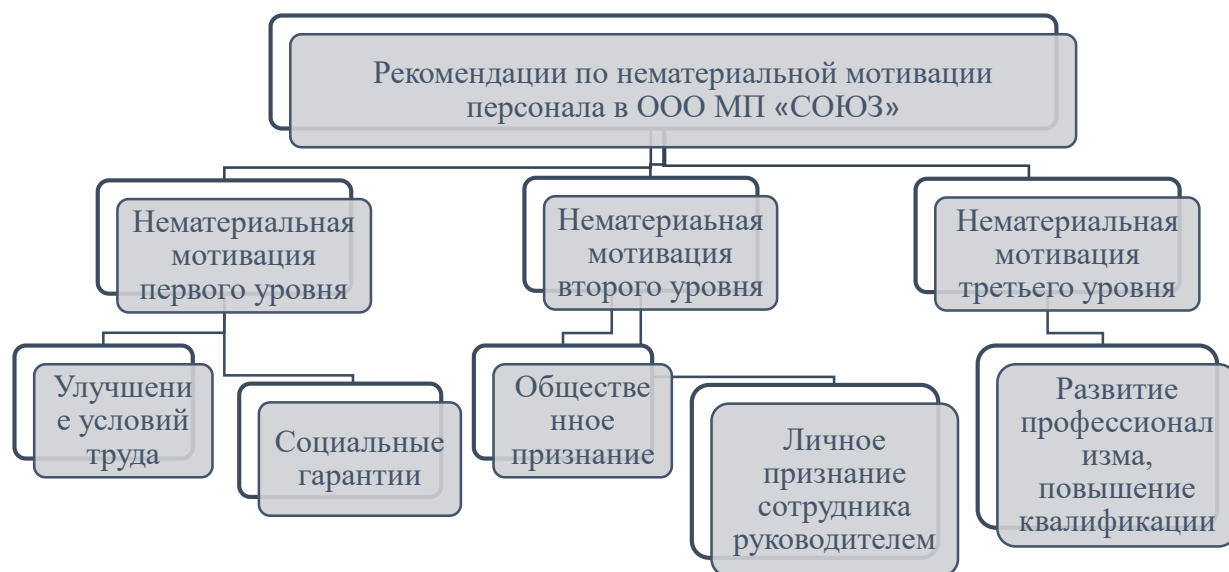 Рекомендации по нематериальной мотивации
персонала в ООО МП «СОЮЗ»
Нематериальная
мотивация
первого уровня
Нематериаьная
мотивация
второго уровня
Нематериальная
мотивация
третьего уровня
Улучшени
е условий
труда
Социальные
гарантии
Обществе
нное
признание
Личное
признание
сотрудника
руководителем
Развитие
профессионал
изма,
повышение
квалификации